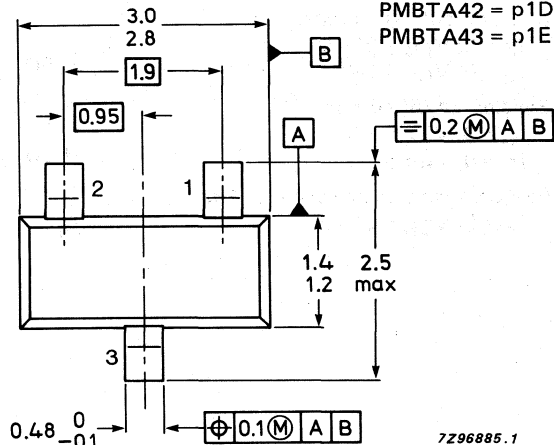 3.0
2.8
PMBTA42 = p1D
PMBTA43 = p1E
B
1.9
0.95
A
⌯ 0.2 Ⓜ A B
2
1
1.4
1.2
2.5
max
3
0.48 0
-0.1
⌖ 0.1 Ⓜ A B
7Z96885.1